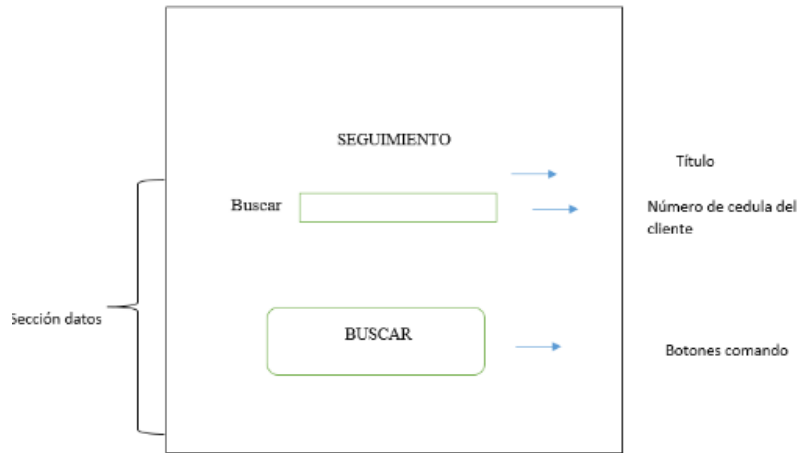 SEGUIMIENTO
Título
Buscar
Número de cedula del
cliente
Sección datos
BUSCAR
Botones comando